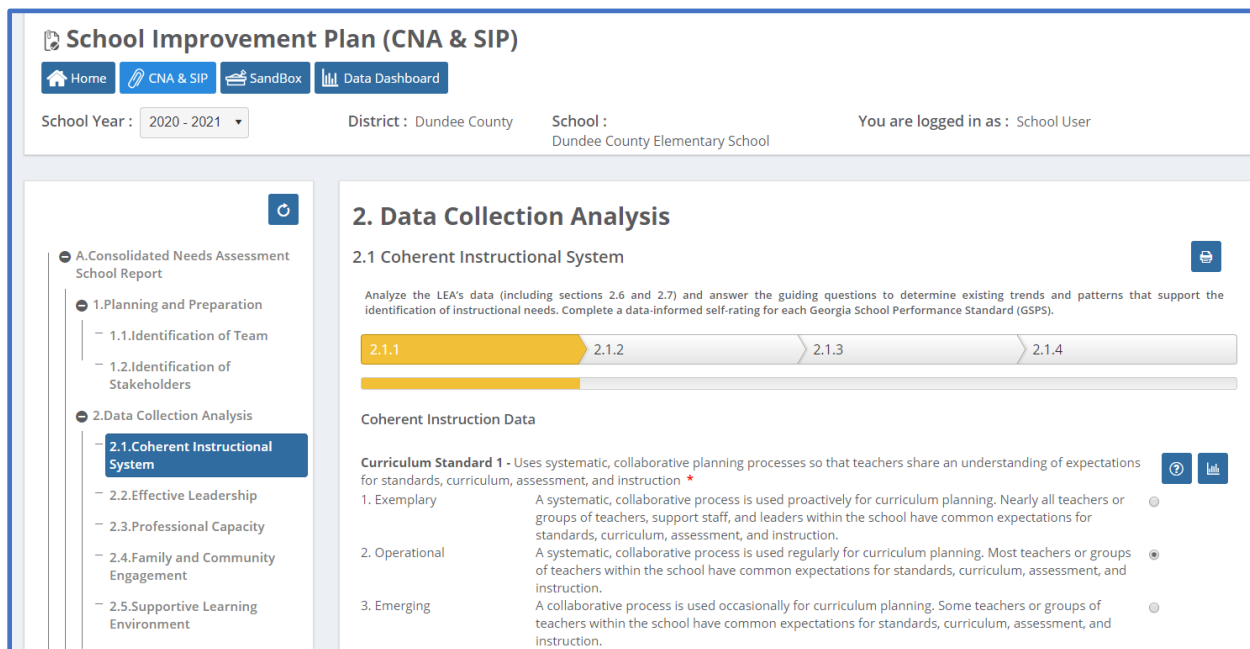 School Improvement Plan (CNA & SIP)
Home
CNA & SIP
SandBox
Data Dashboard
School Year : 2020 - 2021
District : Dundee County
School :
Dundee County Elementary School
You are logged in as : School User
A.Consolidated Needs Assessment
School Report
1.Planning and Preparation
1.1.Identification of Team
1.2.Identification of
Stakeholders
2.Data Collection Analysis
2.1.Coherent Instructional
System
2.2.Effective Leadership
2.3.Professional Capacity
2.4.Family and Community
Engagement
2.5.Supportive Learning
Environment
2. Data Collection Analysis
2.1 Coherent Instructional System
Analyze the LEA's data (including sections 2.6 and 2.7) and answer the guiding questions to determine existing trends and patterns that support the
identification of instructional needs. Complete a data-informed self-rating for each Georgia School Performance Standard (GSPS).
2.1.1
2.1.2
2.1.3
2.1.4
Coherent Instruction Data
Curriculum Standard 1 - Uses systematic, collaborative planning processes so that teachers share an understanding of expectations
for standards, curriculum, assessment, and instruction *
1. Exemplary
A systematic, collaborative process is used proactively for curriculum planning. Nearly all teachers or
groups of teachers, support staff, and leaders within the school have common expectations for
standards, curriculum, assessment, and instruction.
2. Operational
A systematic, collaborative process is used regularly for curriculum planning. Most teachers or groups
of teachers within the school have common expectations for standards, curriculum, assessment, and
instruction.
3. Emerging
A collaborative process is used occasionally for curriculum planning. Some teachers or groups of
teachers within the school have common expectations for standards, curriculum, assessment, and
instruction.